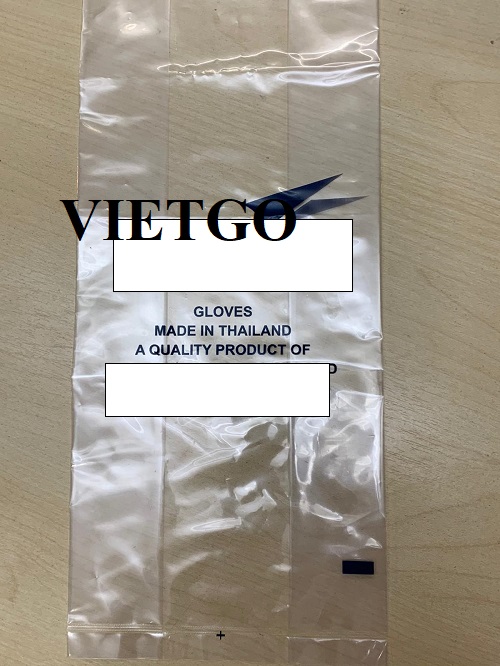 VIETGO
GLOVES
MADE IN THAILAND
A QUALITY PRODUCT OF
D